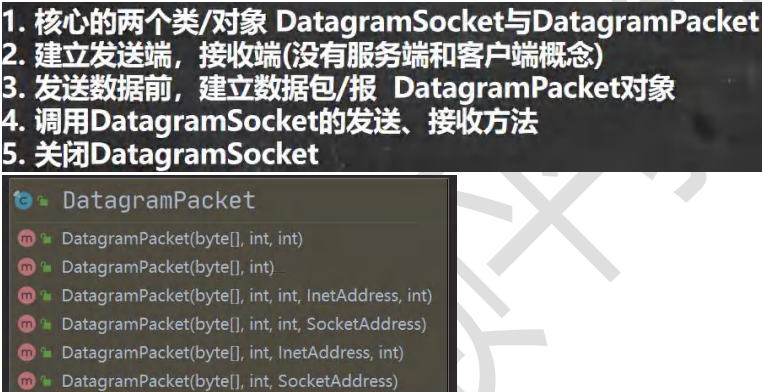 1. 核心的两个类/对象 DatagramSocket与DatagramPacket
2. 建立发送端，接收端(没有服务端和客户端概念)
3. 发送数据前，建立数据包/报 DatagramPacket对象
4. 调用DatagramSocket的发送、接收方法
5. 关闭DatagramSocket
DatagramPacket
DatagramPacket(byte[], int, int)
DatagramPacket(byte[], int)
DatagramPacket(byte[], int, int, InetAddress, int)
DatagramPacket(byte[], int, int, SocketAddress)
DatagramPacket(byte[], int, InetAddress, int)
DatagramPacket(byte[], int, SocketAddress)